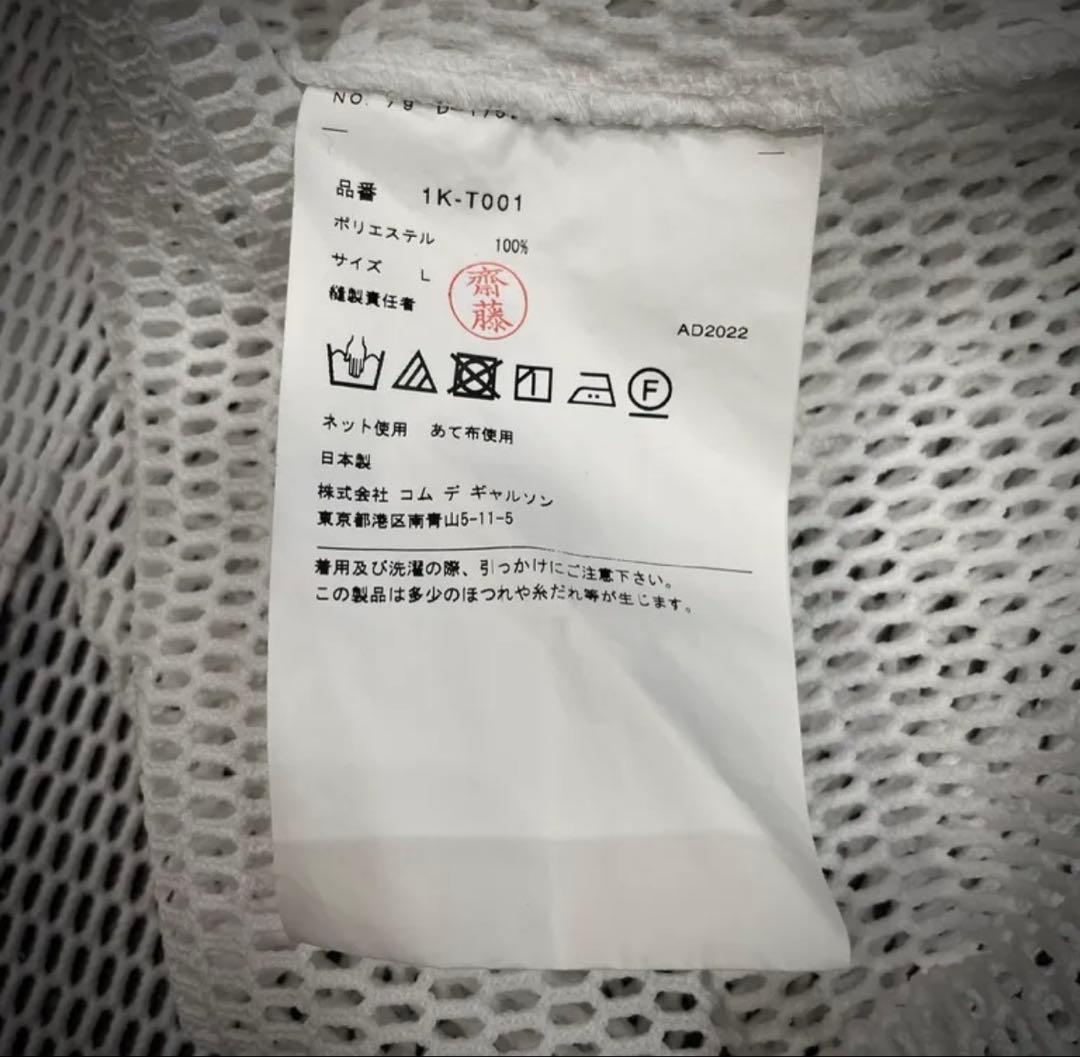 品番 1K-T001
ポリエステル 100%
サイズ L
縫製責任者 齋藤
AD2022
F
ネット使用 あて布使用
日本製
株式会社 コム デ ギャルソン
東京都港区南青山5-11-5
着用及び洗濯の際、引っかけにご注意下さい。
この製品は多少のほつれや糸だれ等が生じます。